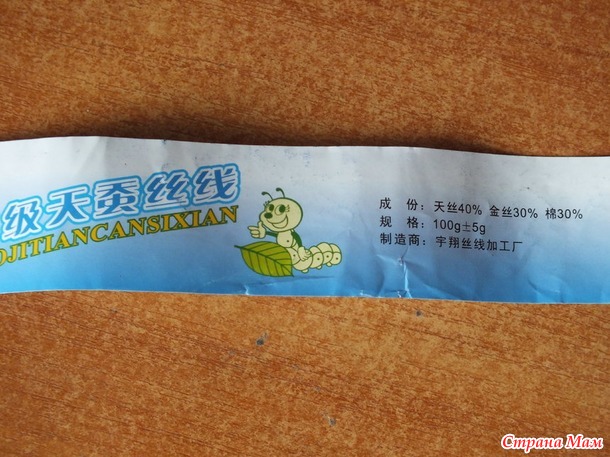 级天蚕丝线
OJITIANCANSIXIAN
成 份：天丝40% 金丝30% 棉30%
规 格：100g±5g
制造商：宇翔丝线加工厂
Страна Мам